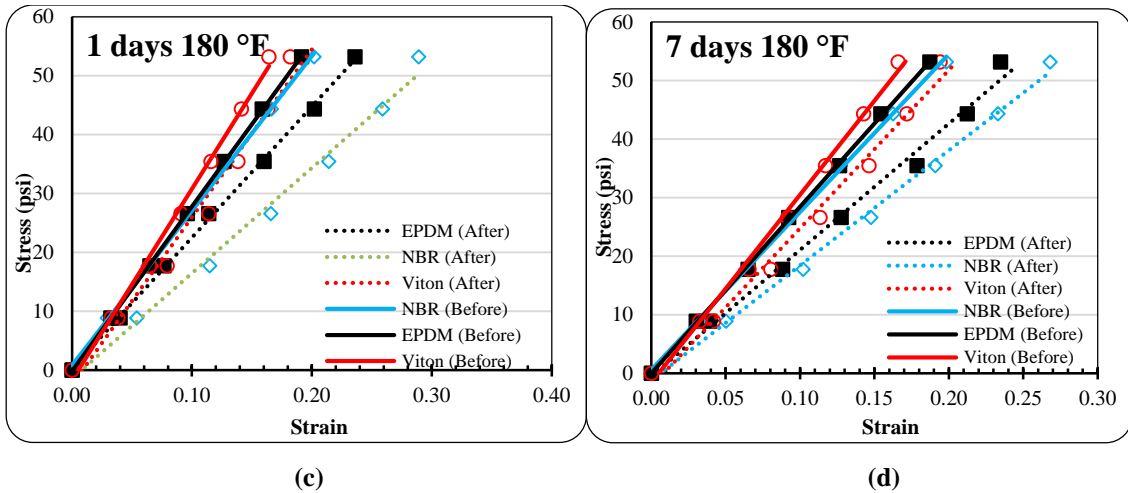 1 days 180 °F
Stress (psi)
60
50
40
30
20
10
0
EPDM (After)
NBR (After)
Viton (After)
NBR (Before)
EPDM (Before)
Viton (Before)
0.00 0.10 0.20 0.30 0.40
Strain
(c)
7 days 180 °F
Stress (psi)
60
50
40
30
20
10
0
EPDM (After)
NBR (After)
Viton (After)
NBR (Before)
EPDM (Before)
Viton (Before)
0.00 0.05 0.10 0.15 0.20 0.25 0.30
Strain
(d)